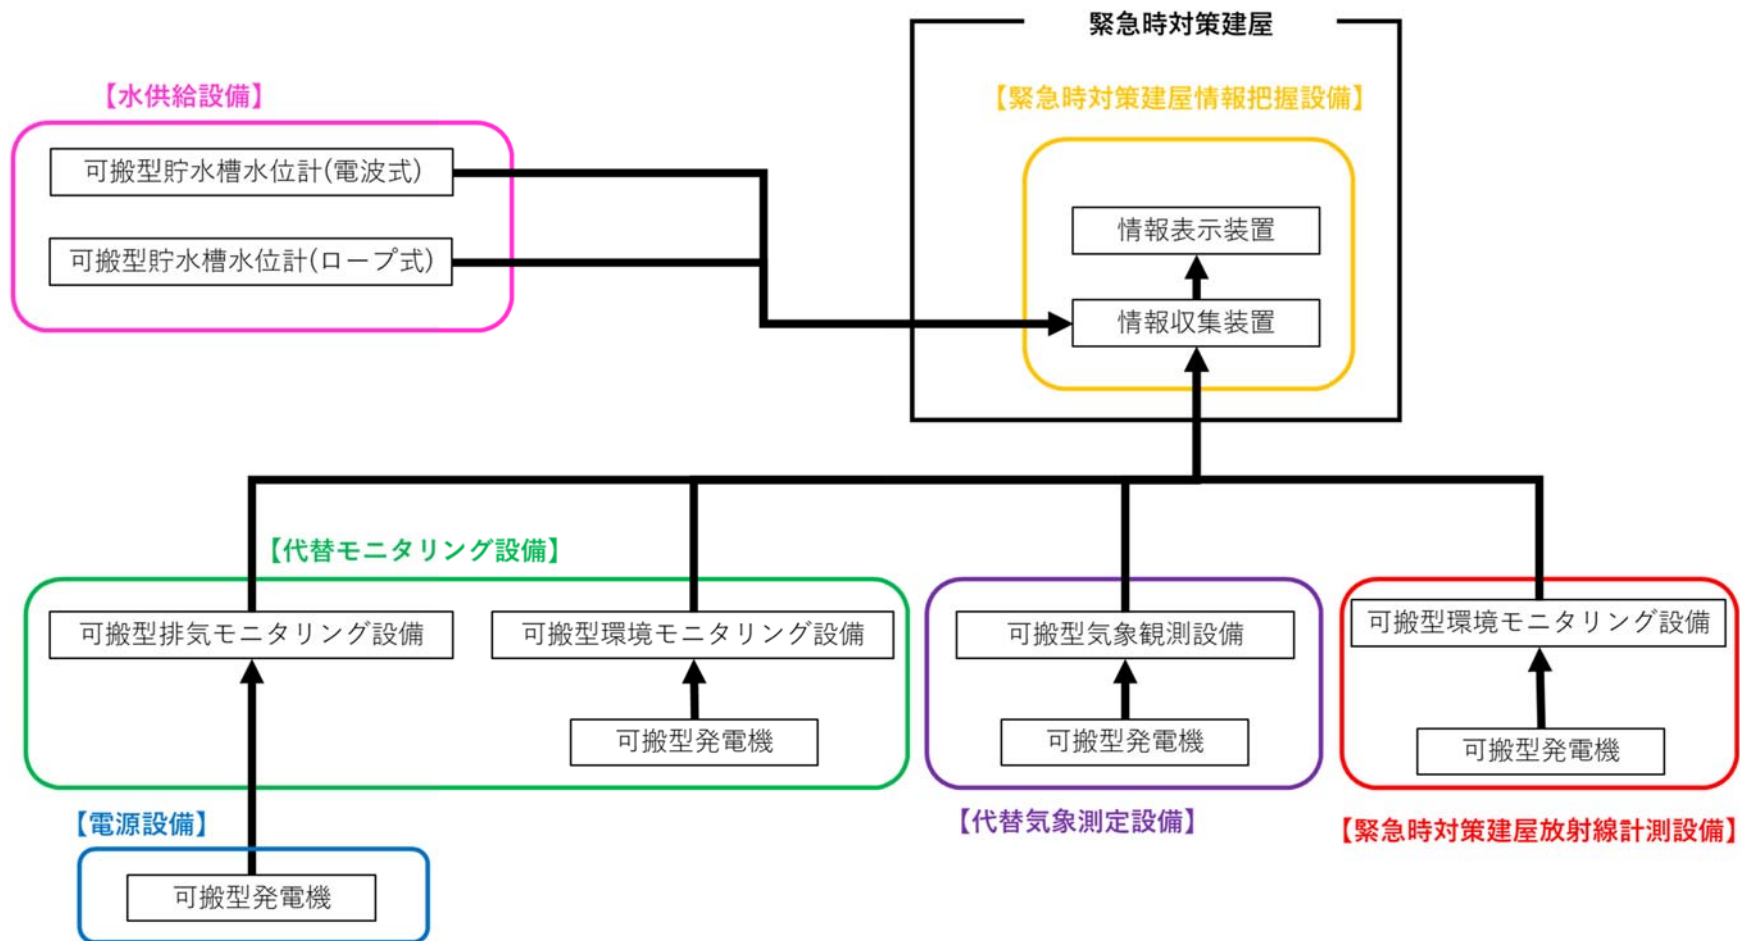 緊急時対策建屋
【水供給設備】
【緊急時対策建屋情報把握設備】
可搬型貯水槽水位計(電波式)
可搬型貯水槽水位計(ロープ式)
情報表示装置
情報収集装置
【代替モニタリング設備】
可搬型排気モニタリング設備
可搬型環境モニタリング設備
可搬型気象観測設備
可搬型環境モニタリング設備
可搬型発電機
可搬型発電機
可搬型発電機
【電源設備】
【代替気象測定設備】
【緊急時対策建屋放射線計測設備】
可搬型発電機